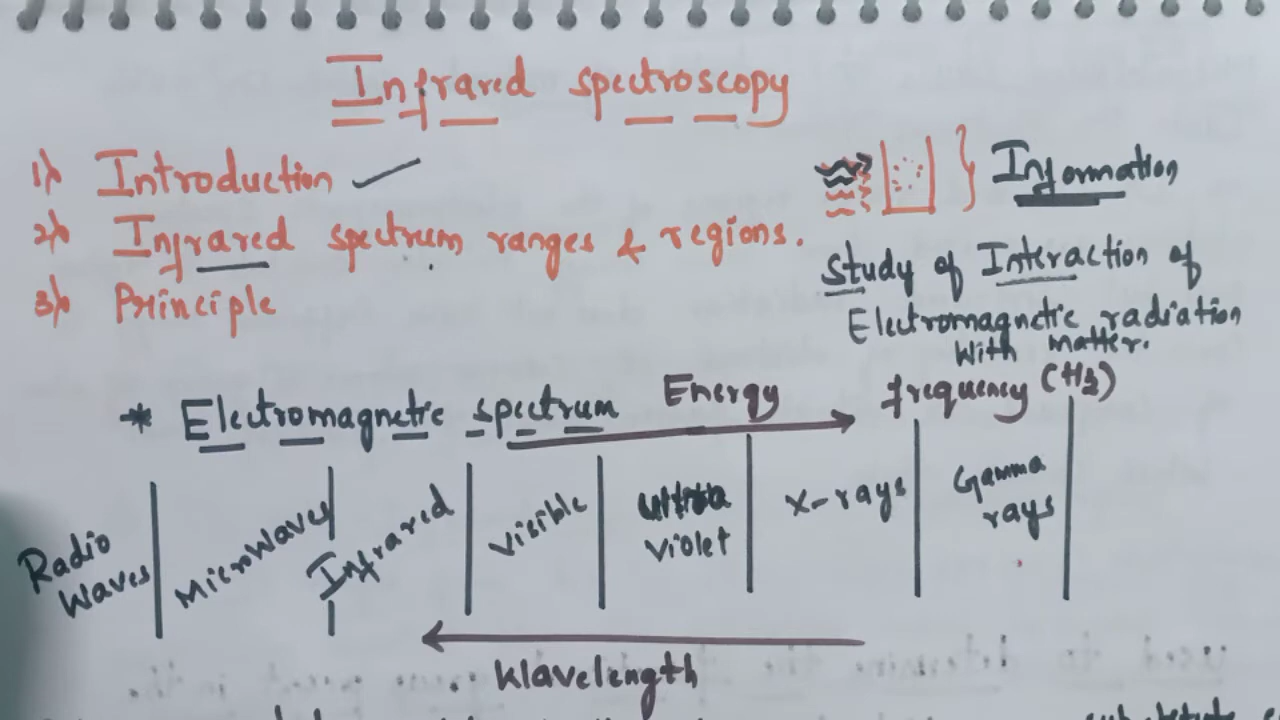 Infrared spectroscopy
1) Introduction ✓
2) Infrared spectrum ranges & regions.
3) Principle
} Information
Study of Interaction of
Electromagnetic radiation
With matter.
* Electromagnetic spectrum
Energy
frequency (Hz)
Radio
Waves
MicroWaves
Infrared
Visible
ultra
Violet
X-rays
Gamma
rays
Wavelength